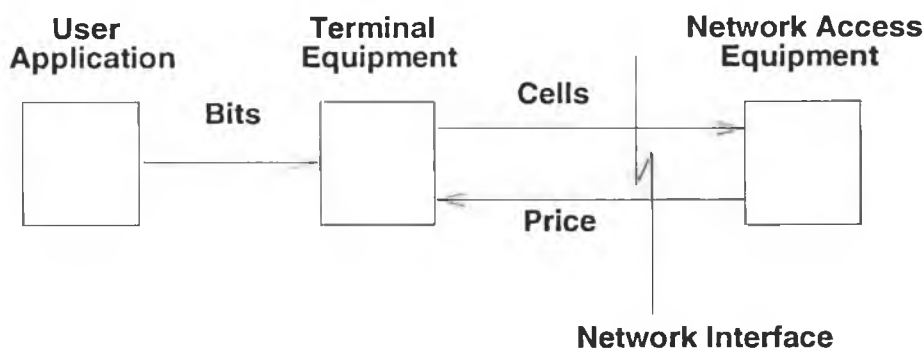 User
Application
Terminal
Equipment
Network Access
Equipment
Bits
Cells
Price
Network Interface